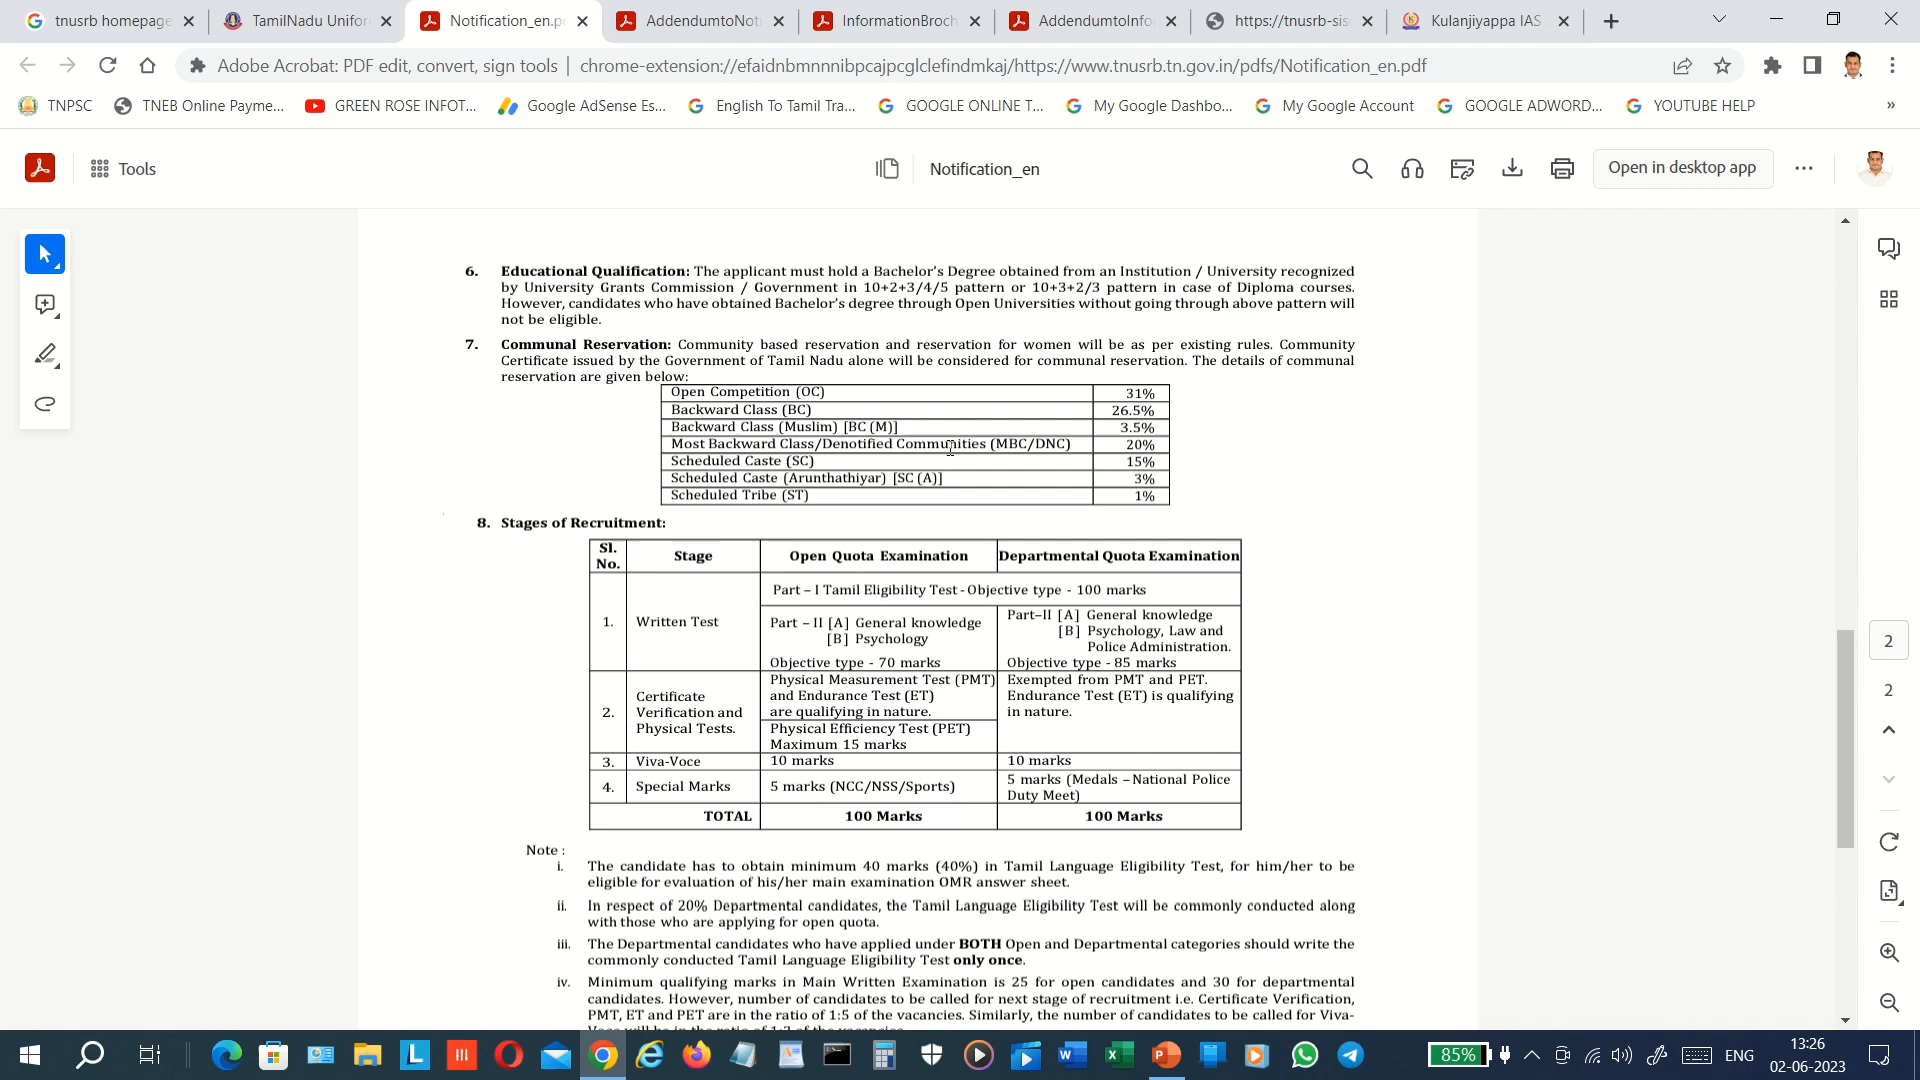 tnusrb homepage
TamilNadu Unifor
Notification_en.p
AddendumtoNoti
InformationBroch
AddendumtoInfo
https://tnusrb-sis
Kulanjiyappa IAS
Adobe Acrobat: PDF edit, convert, sign tools | chrome-extension://efaidnbmnnnibpcajpcglclefindmkaj/https://www.tnusrb.tn.gov.in/pdfs/Notification_en.pdf
TNPSC
TNEB Online Payme...
GREEN ROSE INFOT...
Google AdSense Es...
English To Tamil Tra...
GOOGLE ONLINE T...
My Google Dashbo...
My Google Account
GOOGLE ADWORD...
YOUTUBE HELP
Tools
Notification_en
Open in desktop app
6. Educational Qualification: The applicant must hold a Bachelor's Degree obtained from an Institution / University recognized
by University Grants Commission / Government in 10+2+3/4/5 pattern or 10+3+2/3 pattern in case of Diploma courses.
However, candidates who have obtained Bachelor's degree through Open Universities without going through above pattern will
not be eligible.
7. Communal Reservation: Community based reservation and reservation for women will be as per existing rules. Community
Certificate issued by the Government of Tamil Nadu alone will be considered for communal reservation. The details of communal
reservation are given below:
Open Competition (OC) 31%
Backward Class (BC) 26.5%
Backward Class (Muslim) [BC (M)] 3.5%
Most Backward Class/Denotified Communities (MBC/DNC) 20%
Scheduled Caste (SC) 15%
Scheduled Caste (Arunthathiyar) [SC (A)] 3%
Scheduled Tribe (ST) 1%
8. Stages of Recruitment:
Sl. No. Stage Open Quota Examination Departmental Quota Examination
Part – I Tamil Eligibility Test - Objective type - 100 marks
1. Written Test
Part – II [A] General knowledge
[B] Psychology
Objective type - 70 marks
Part–II [A] General knowledge
[B] Psychology, Law and
Police Administration.
Objective type - 85 marks
2. Certificate
Verification and
Physical Tests.
Physical Measurement Test (PMT)
and Endurance Test (ET)
are qualifying in nature.
Physical Efficiency Test (PET)
Maximum 15 marks
Exempted from PMT and PET.
Endurance Test (ET) is qualifying
in nature.
3. Viva-Voce 10 marks 10 marks
4. Special Marks 5 marks (NCC/NSS/Sports)
5 marks (Medals – National Police
Duty Meet)
TOTAL 100 Marks 100 Marks
Note :
i. The candidate has to obtain minimum 40 marks (40%) in Tamil Language Eligibility Test, for him/her to be
eligible for evaluation of his/her main examination OMR answer sheet.
ii. In respect of 20% Departmental candidates, the Tamil Language Eligibility Test will be commonly conducted along
with those who are applying for open quota.
iii. The Departmental candidates who have applied under BOTH Open and Departmental categories should write the
commonly conducted Tamil Language Eligibility Test only once.
iv. Minimum qualifying marks in Main Written Examination is 25 for open candidates and 30 for departmental
candidates. However, number of candidates to be called for next stage of recruitment i.e. Certificate Verification,
PMT, ET and PET are in the ratio of 1:5 of the vacancies. Similarly, the number of candidates to be called for Viva-
2
2
85%
ENG
13:26
02-06-2023